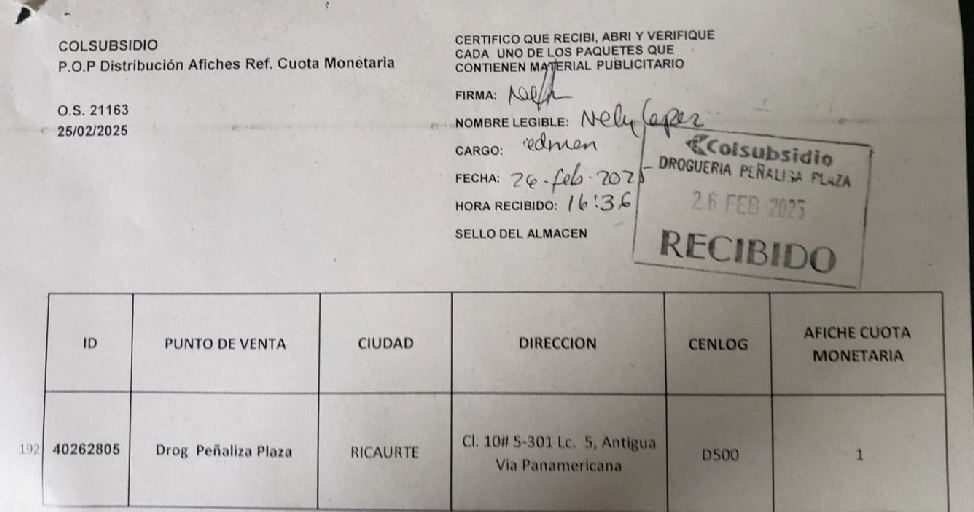 COLSUBSIDIO
P.O.P Distribución Afiches Ref. Cuota Monetaria
O.S. 21163
25/02/2025
CERTIFICO QUE RECIBI, ABRI Y VERIFIQUE
CADA UNO DE LOS PAQUETES QUE
CONTIENEN MATERIAL PUBLICITARIO
FIRMA:
NOMBRE LEGIBLE: Nely Lopez
CARGO:
FECHA: 26-feb-2025
HORA RECIBIDO: 16:36
SELLO DEL ALMACEN
Colsubsidio
DROGUERIA PEÑALISA PLAZA
26 FEB 2025
RECIBIDO
ID PUNTO DE VENTA CIUDAD DIRECCION CENLOG AFICHE CUOTA
MONETARIA
192 40262805 Drog Peñaliza Plaza RICAURTE Cl. 10# 5-301 Lc. 5, Antigua D500 1
Via Panamericana